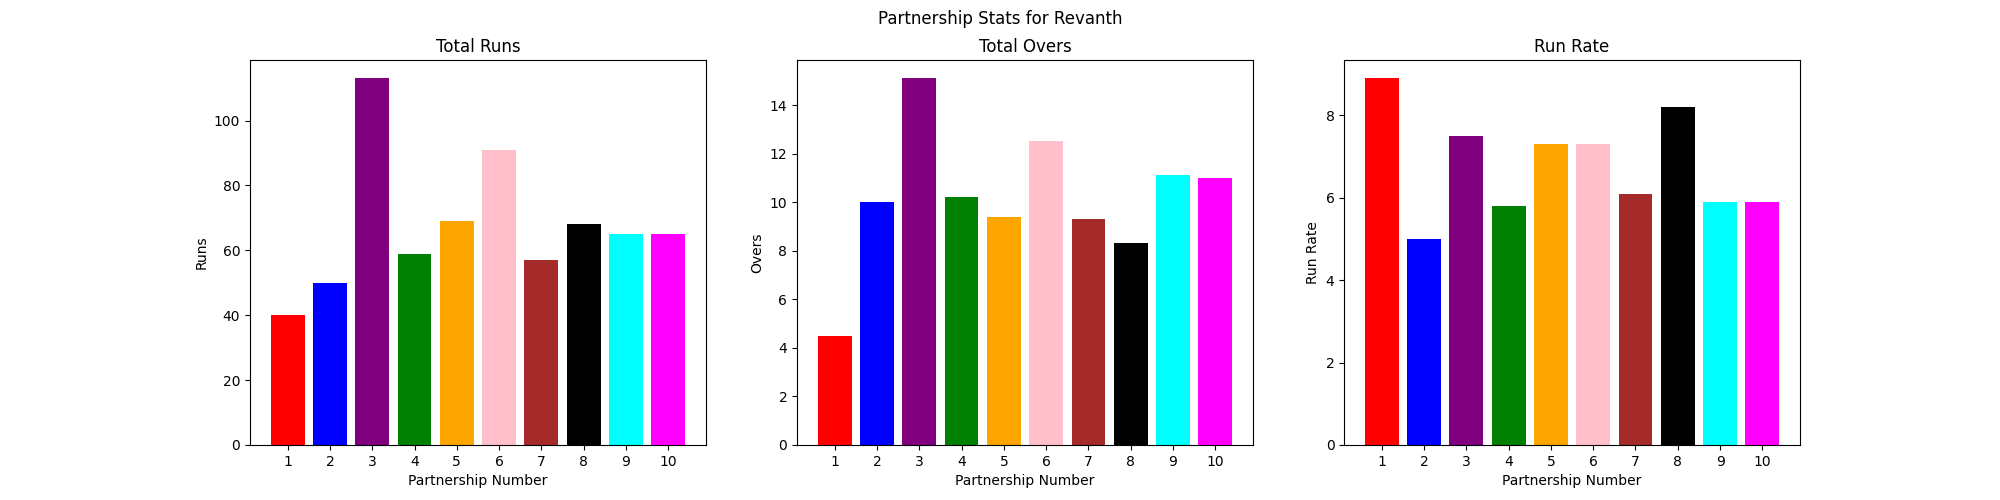 Partnership Stats for Revanth
Total Runs
100
80
60
40
20
0
Runs
1 2 3 4 5 6 7 8 9 10
Partnership Number
Total Overs
14
12
10
8
6
4
2
0
Overs
1 2 3 4 5 6 7 8 9 10
Partnership Number
Run Rate
8
6
4
2
0
Run Rate
1 2 3 4 5 6 7 8 9 10
Partnership Number